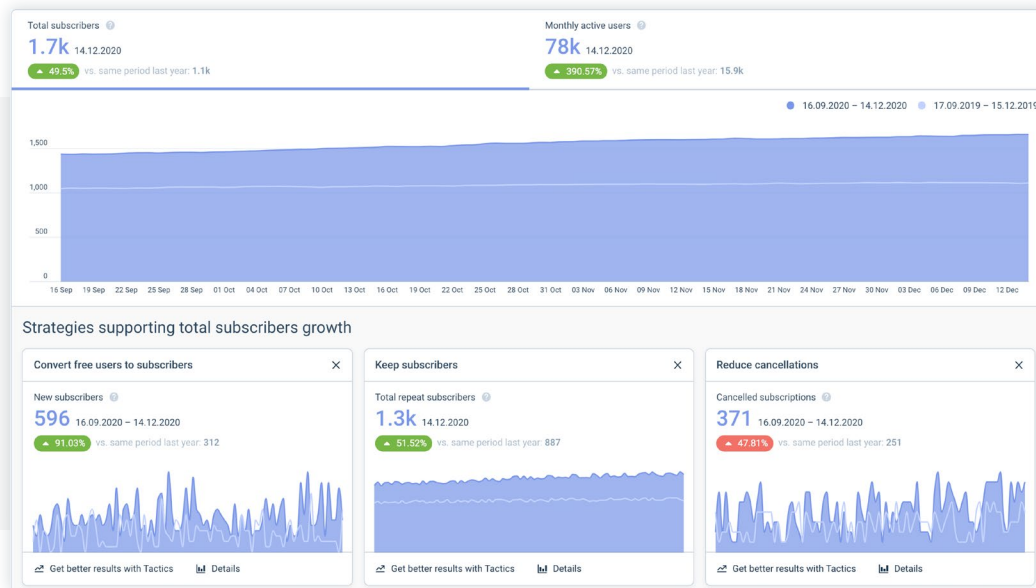 Total subscribers
1.7k 14.12.2020
49.5% vs. same period last year: 1.1k
Monthly active users
78k 14.12.2020
390.57% vs. same period last year: 15.9k
16.09.2020 – 14.12.2020 17.09.2019 – 15.12.2019
1,500
1,000
500
0
16 Sep 19 Sep 22 Sep 25 Sep 28 Sep 01 Oct 04 Oct 07 Oct 10 Oct 13 Oct 16 Oct 19 Oct 22 Oct 25 Oct 28 Oct 31 Oct 03 Nov 06 Nov 09 Nov 12 Nov 15 Nov 18 Nov 21 Nov 24 Nov 27 Nov 30 Nov 03 Dec 06 Dec 09 Dec 12 Dec
Strategies supporting total subscribers growth
Convert free users to subscribers
New subscribers
596 16.09.2020 – 14.12.2020
91.03% vs. same period last year: 312
Get better results with Tactics Details
Keep subscribers
Total repeat subscribers
1.3k 14.12.2020
51.52% vs. same period last year: 887
Get better results with Tactics Details
Reduce cancellations
Cancelled subscriptions
371 16.09.2020 – 14.12.2020
47.81% vs. same period last year: 251
Get better results with Tactics Details